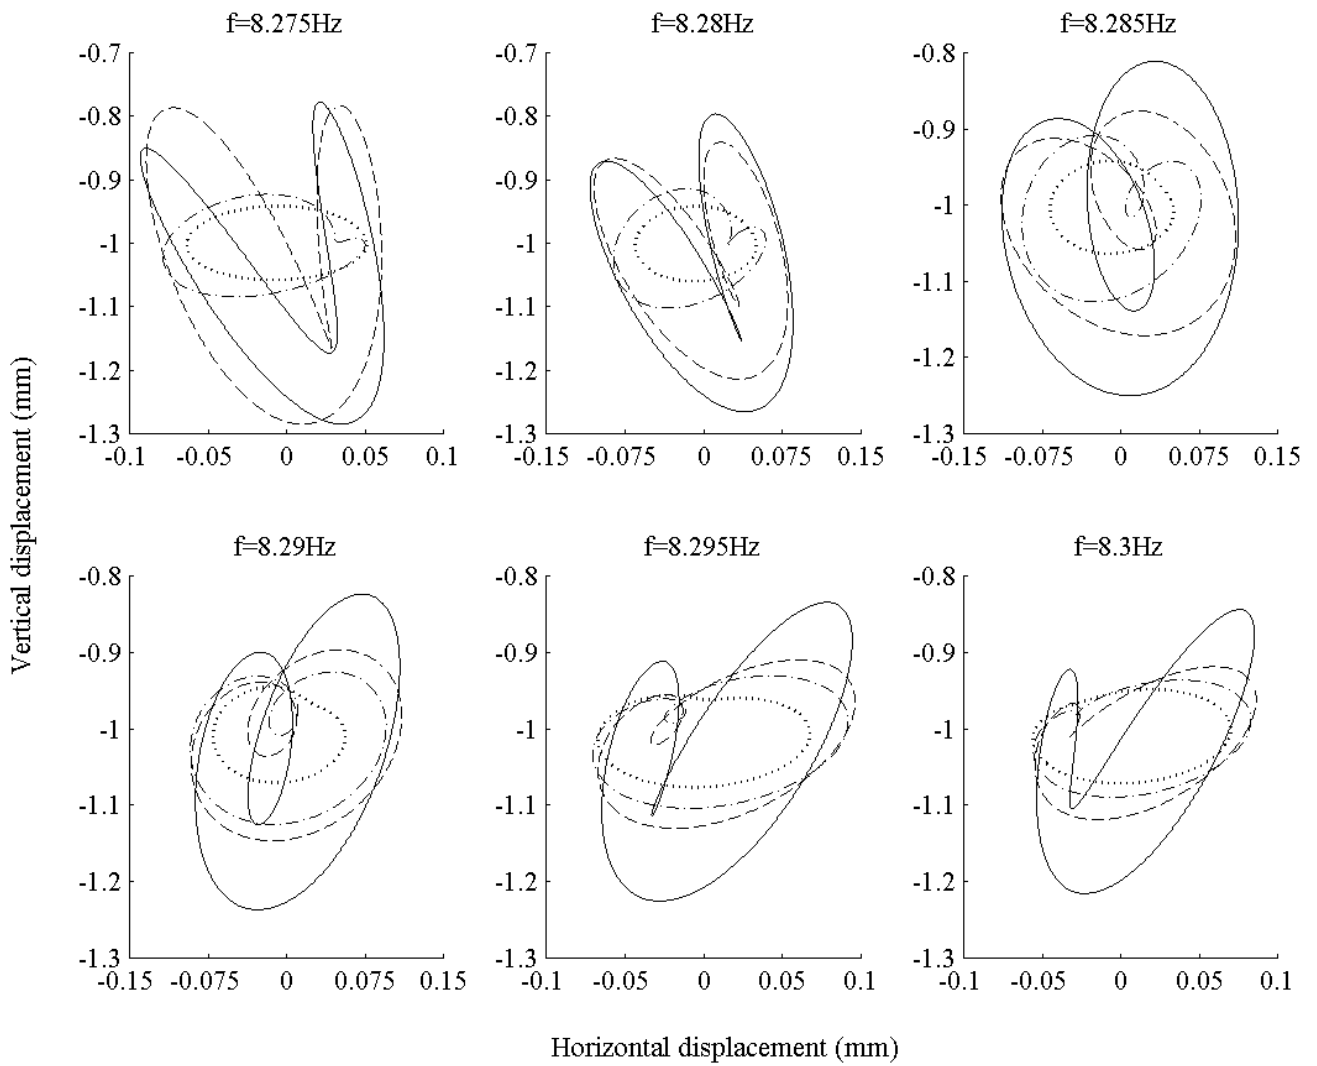 f=8.275Hz f=8.28Hz f=8.285Hz
-0.7 -0.7 -0.8
-0.8 -0.8 -0.9
-0.9 -0.9 -1
-1 -1 -1.1
-1.1 -1.1 -1.2
-1.2 -1.2
-1.3 -1.3 -1.3
-0.1 -0.05 0 0.05 0.1 -0.15 -0.075 0 0.075 0.15 -0.15 -0.075 0 0.075 0.15
Vertical displacement (mm)
f=8.29Hz f=8.295Hz f=8.3Hz
-0.8 -0.8 -0.8
-0.9 -0.9 -0.9
-1 -1 -1
-1.1 -1.1 -1.1
-1.2 -1.2 -1.2
-1.3 -1.3 -1.3
-0.15 -0.075 0 0.075 0.15 -0.1 -0.05 0 0.05 0.1 -0.1 -0.05 0 0.05 0.1
Horizontal displacement (mm)